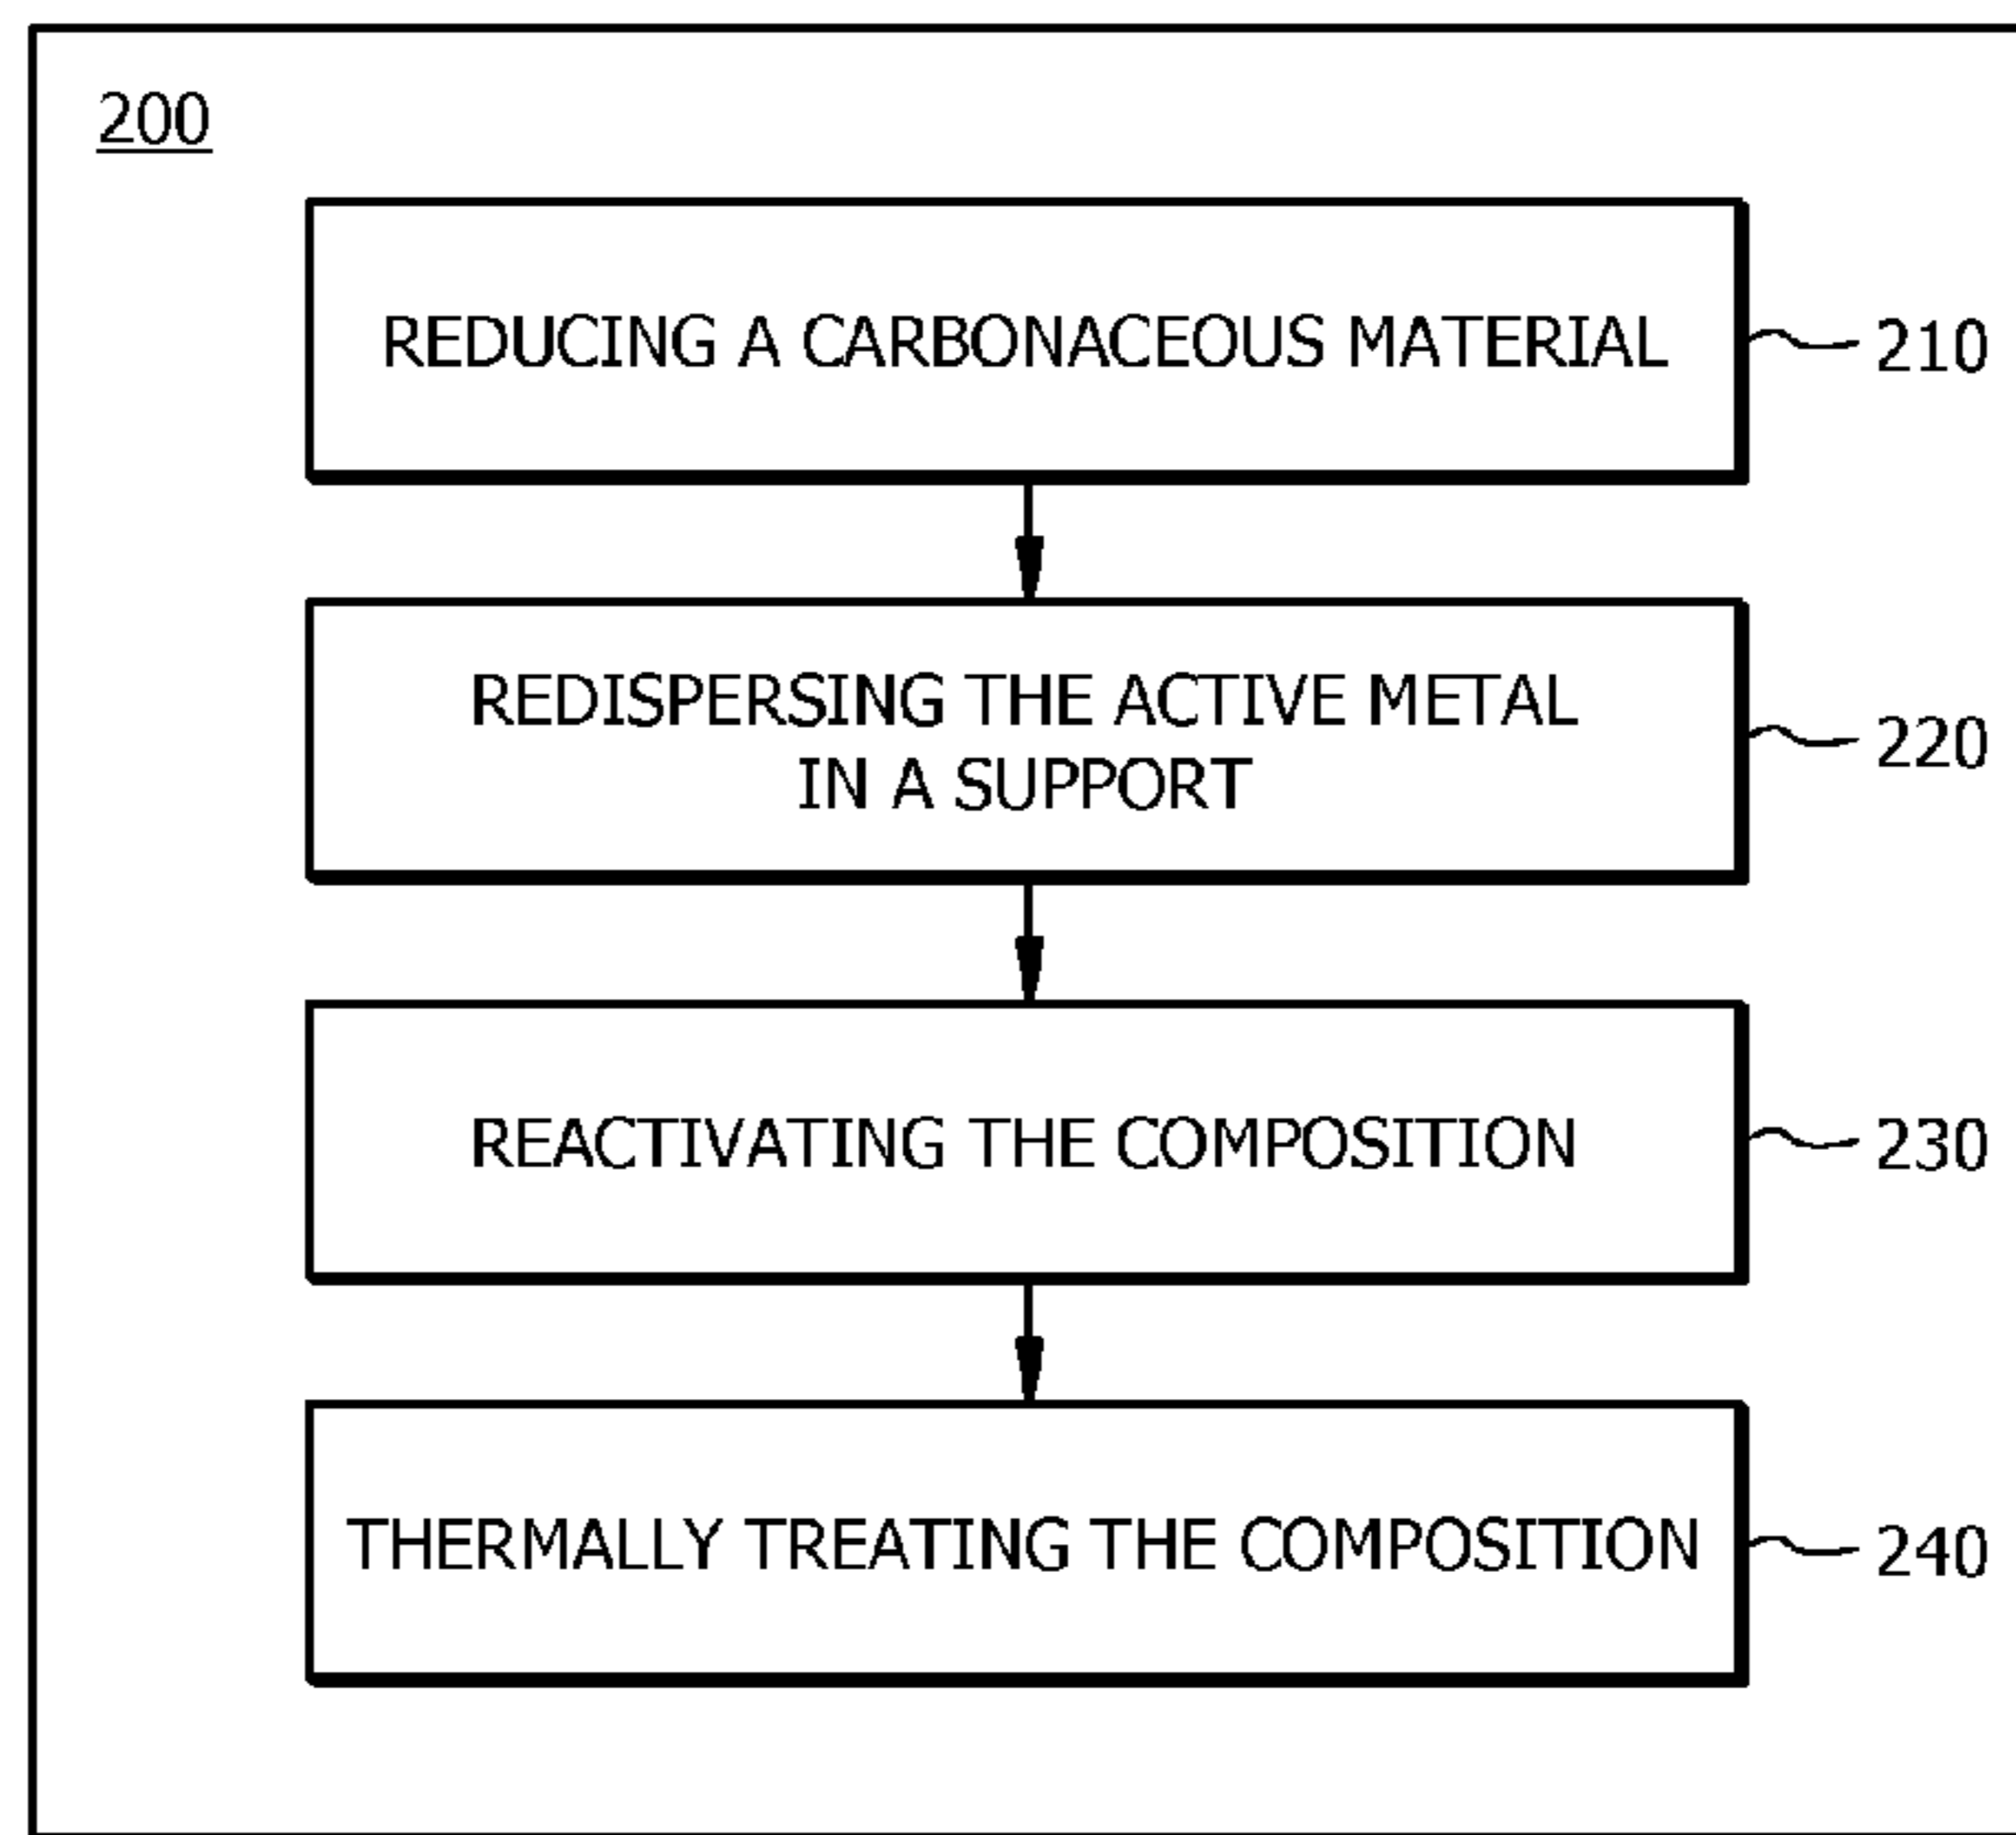 200
REDUCING A CARBONACEOUS MATERIAL
210
REDISPERSING THE ACTIVE METAL
IN A SUPPORT
220
REACTIVATING THE COMPOSITION
230
THERMALLY TREATING THE COMPOSITION
240